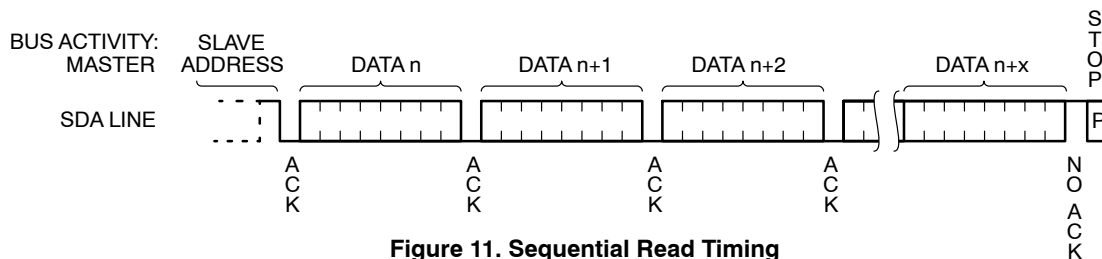 BUS ACTIVITY:
MASTER
SLAVE
ADDRESS
DATA n
DATA n+1
DATA n+2
DATA n+x
STOP
SDA LINE
P
ACK
ACK
ACK
ACK
NO ACK
Figure 11. Sequential Read Timing